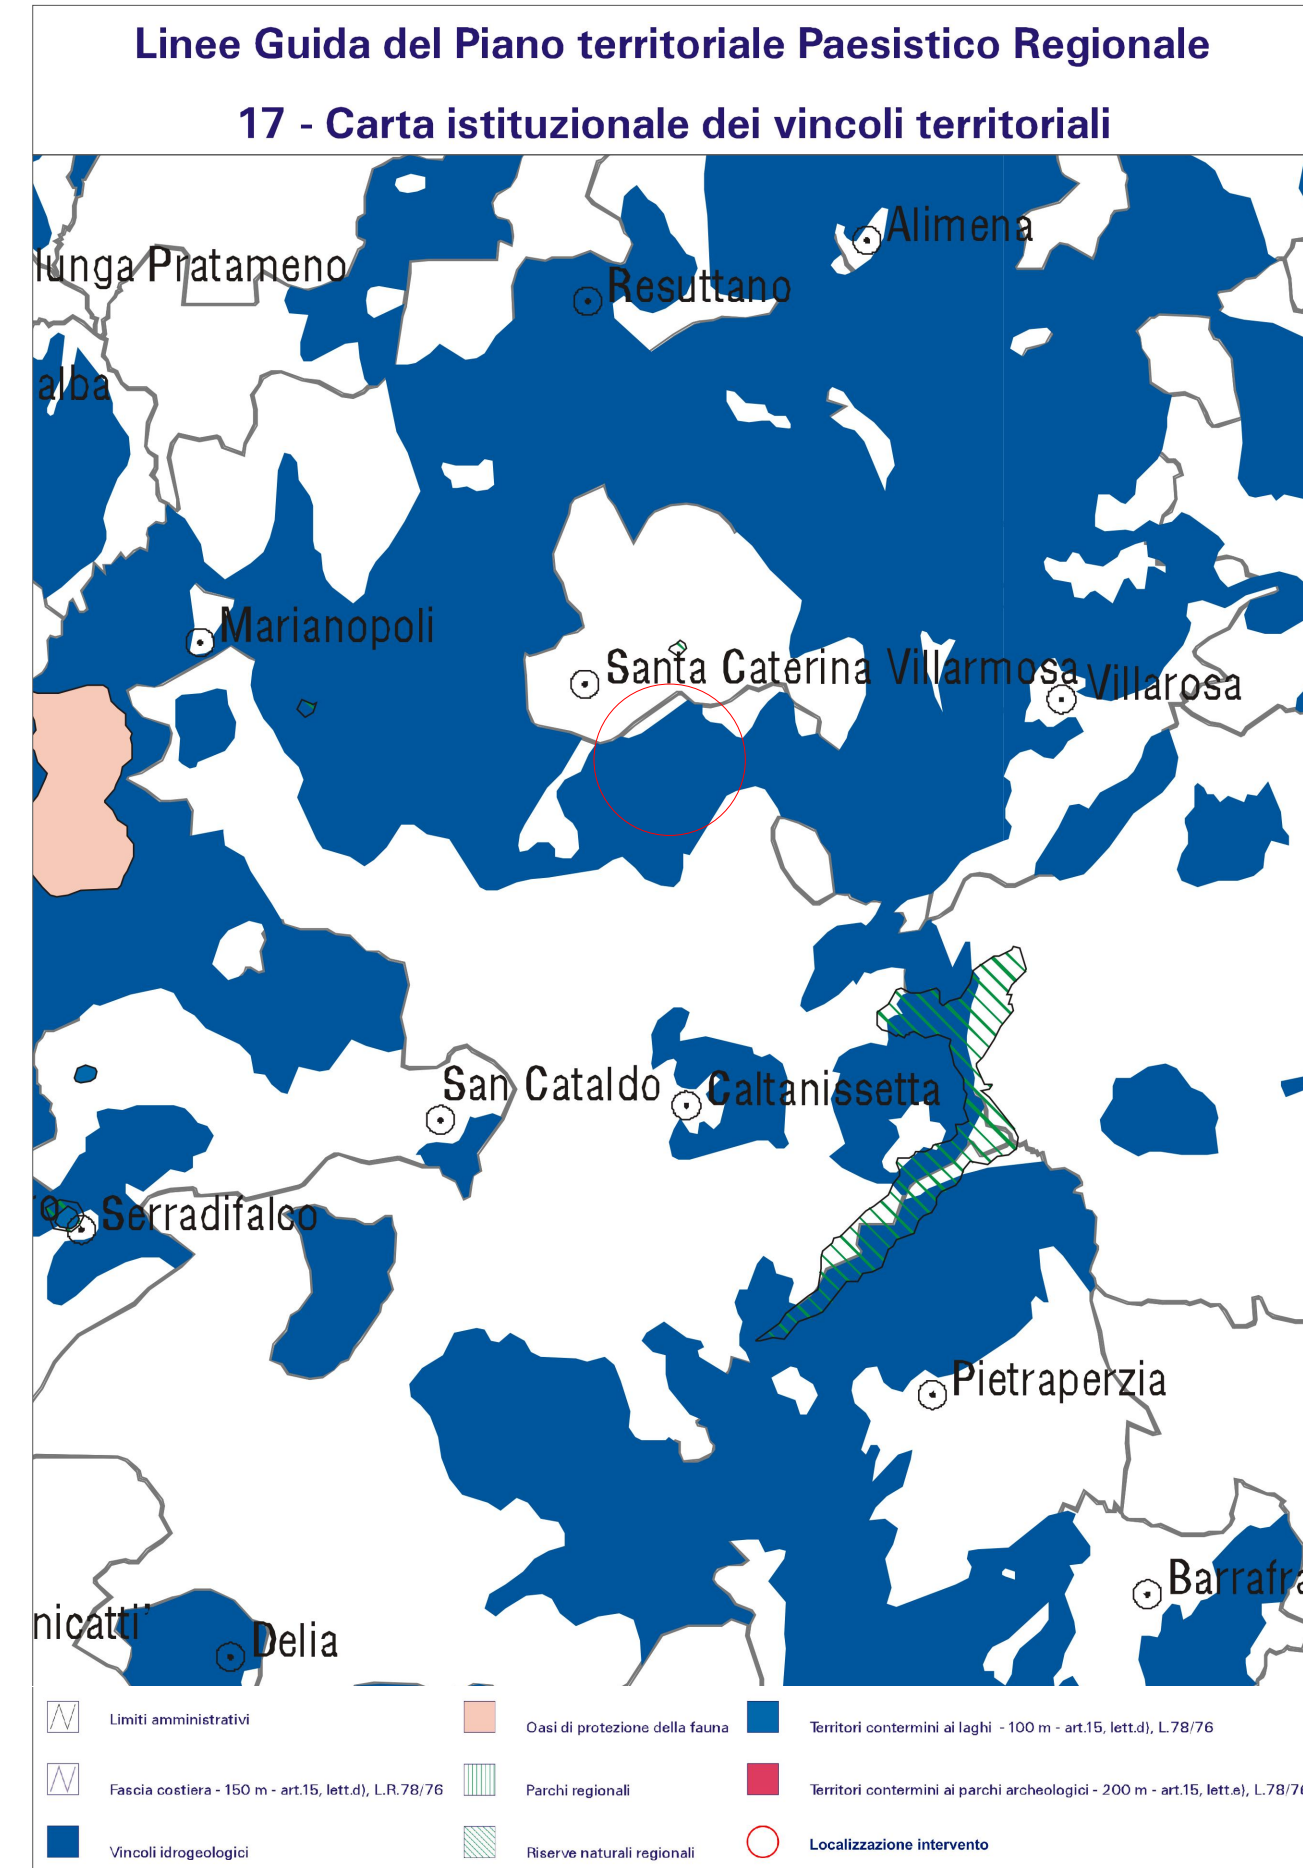 Linee Guida del Piano territoriale Paesistico Regionale
17 - Carta istituzionale dei vincoli territoriali
Alimena
lunga Pratameno
Resuttano
alba
Marianopoli
Santa Caterina Villarmosa
Villarosa
San Cataldo
Caltanissetta
Serradifalco
Pietraperzia
Barrafra
nicatti'
Delia
Limiti amministrativi
Oasi di protezione della fauna
Territori contermini ai laghi - 100 m - art.15, lett.d), L.78/76
Fascia costiera - 150 m - art.15, lett.d), L.R.78/76
Parchi regionali
Territori contermini ai parchi archeologici - 200 m - art.15, lett.e), L.78/76
Vincoli idrogeologici
Riserve naturali regionali
Localizzazione intervento